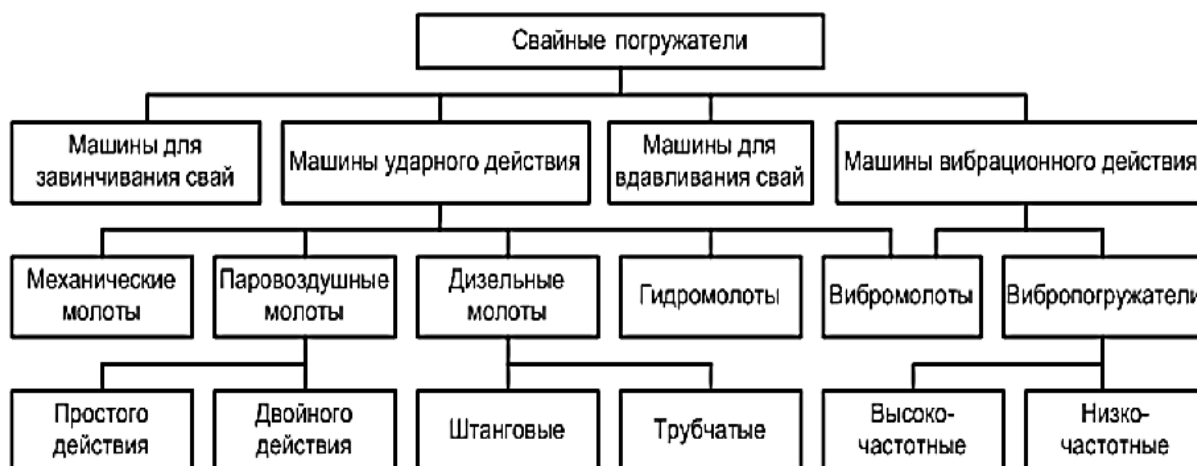 Свайные погружатели
Машины для
завинчивания свай
Машины ударного действия
Машины для
вдавливания свай
Машины вибрационного действия
Механические
молоты
Паровоздушные
молоты
Дизельные
молоты
Гидромолоты
Вибромолоты
Вибропогружатели
Простого
действия
Двойного
действия
Штанговые
Трубчатые
Высоко-
частотные
Низко-
частотные